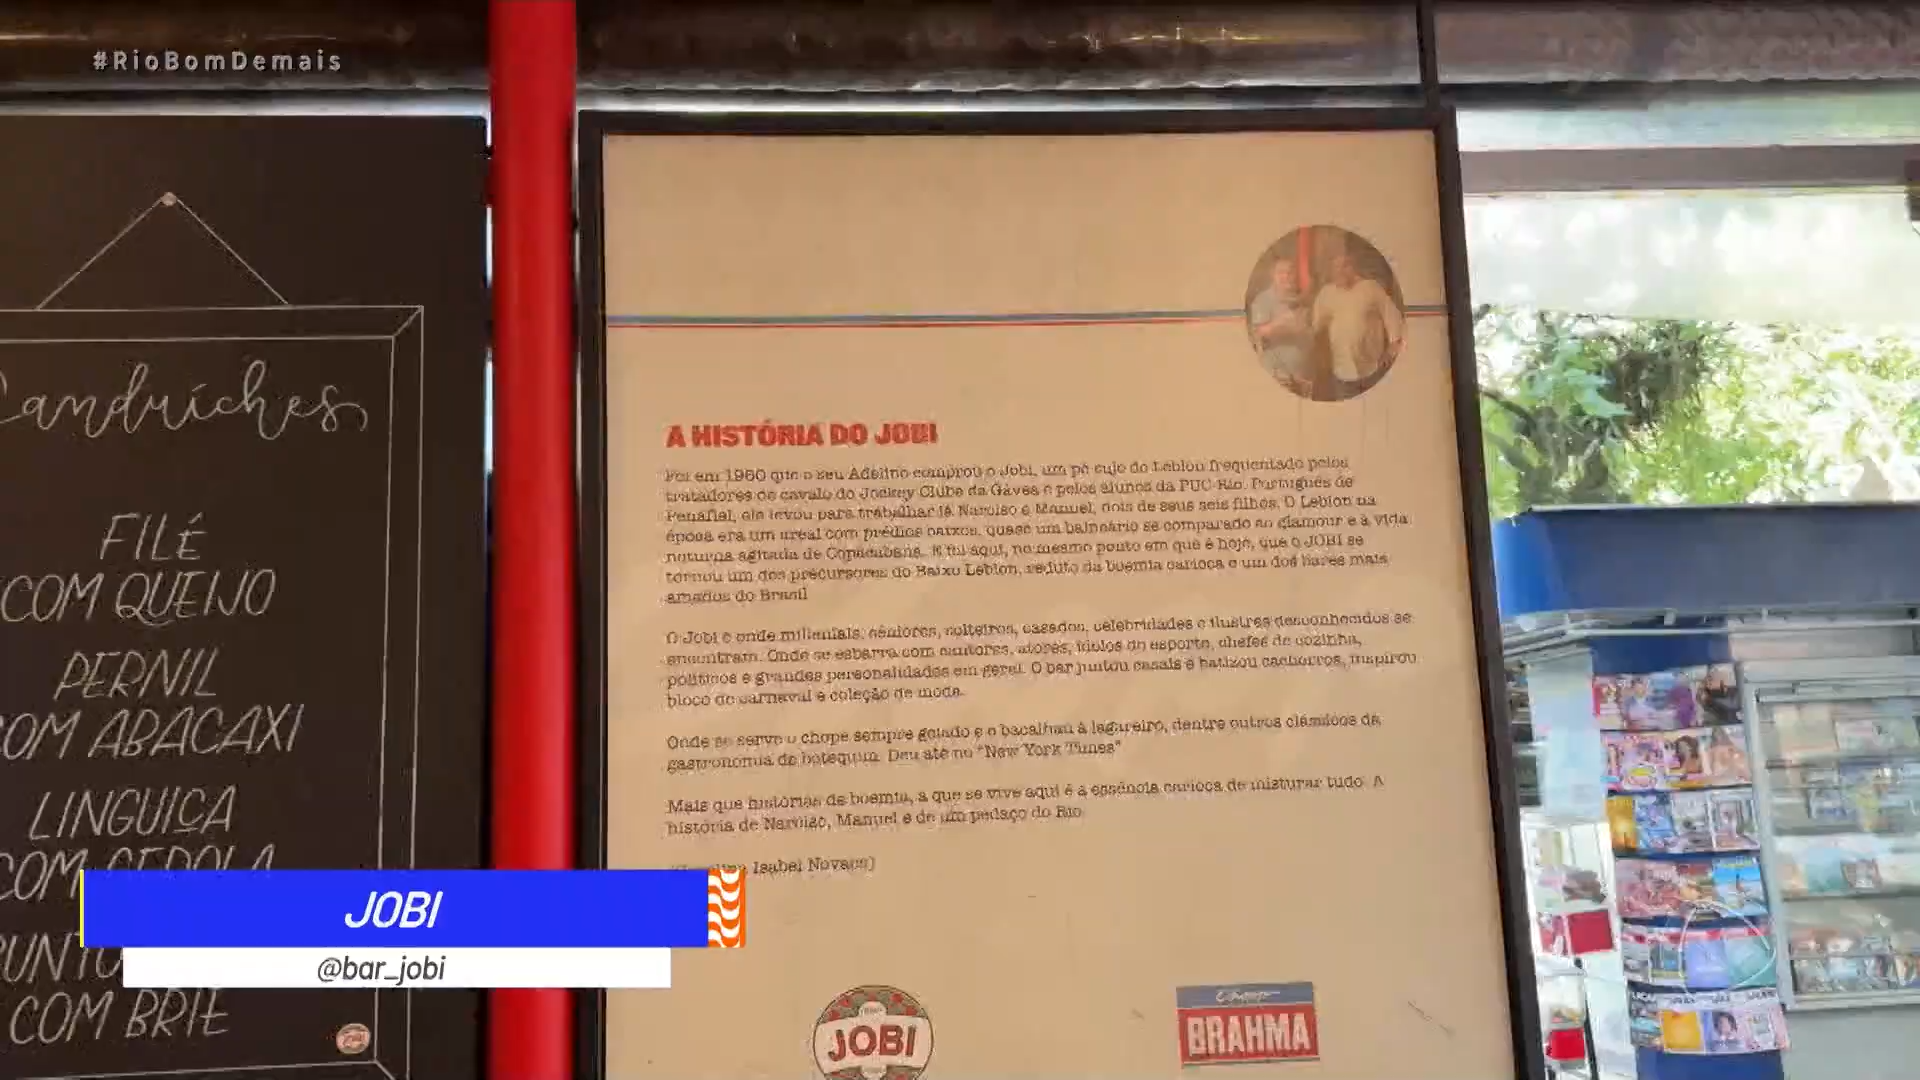 #RioBomDemais
Sanduíches
FILÉ
COM QUEIJO
PERNIL
COM ABACAXI
LINGUIÇA
COM CEBOLA
COM BRIE
A HISTÓRIA DO JOBI
Foi em 1960 que o seu Adelino comprou o Jobi, um pé sujo do Leblon frequentado pelos
tratadores de cavalo do Jockey Clube da Gávea e pelos alunos da PUC-Rio. Português de
Penafiel, ele levou para trabalhar lá Narciso e Manuel, dois de seus seis filhos. O Leblon na
época era um areal com prédios baixos, quase um balneário se comparado ao glamour e à vida
noturna agitada de Copacabana. E foi aqui, no mesmo ponto em que é hoje, que o JOBI se
tornou um dos precursores do Baixo Leblon, reduto da boemia carioca e um dos bares mais
amados do Brasil
O Jobi é onde millenials, sêniores, solteiros, casados, celebridades e ilustres desconhecidos se
encontram. Onde se esbarra com cantores, atores, ídolos do esporte, chefes de cozinha,
políticos e grandes personalidades em geral. O bar juntou casais e batizou cachorros, inspirou
bloco de carnaval e coleção de moda.
Onde se serve o chope sempre gelado e o bacalhau à lagareiro, dentre outros clássicos da
gastronomia de botequim. Deu até no "New York Times"
Mais que histórias de boemia, a que se vive aqui é a essência carioca de misturar tudo. A
história de Narciso, Manuel e de um pedaço do Rio.
Isabel Novaes)
JOBI
@bar_jobi
JOBI
BRAHMA